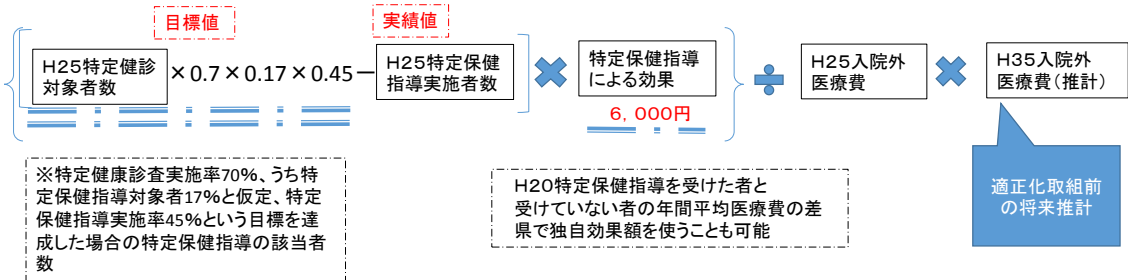 目標値
実績値
H25特定健診
対象者数
×0.7×0.17×0.45－
H25特定保健
指導実施者数
×
特定保健指導
による効果
6,000円
÷
H25入院外
医療費
×
H35入院外
医療費(推計)
※特定健康診査実施率70%、うち特
定保健指導対象者17%と仮定、特定
保健指導実施率45%という目標を達
成した場合の特定保健指導の該当者
数
H20特定保健指導を受けた者と
受けていない者の年間平均医療費の差
県で独自効果額を使うことも可能
適正化取組前
の将来推計